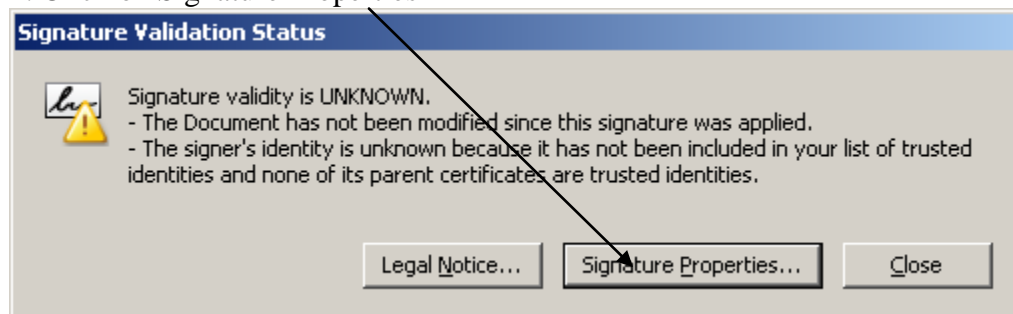 Signature Properties
Signature Validation Status
Signature validity is UNKNOWN.
- The Document has not been modified since this signature was applied.
- The signer's identity is unknown because it has not been included in your list of trusted
identities and none of its parent certificates are trusted identities.
Legal Notice... Signature Properties... Close